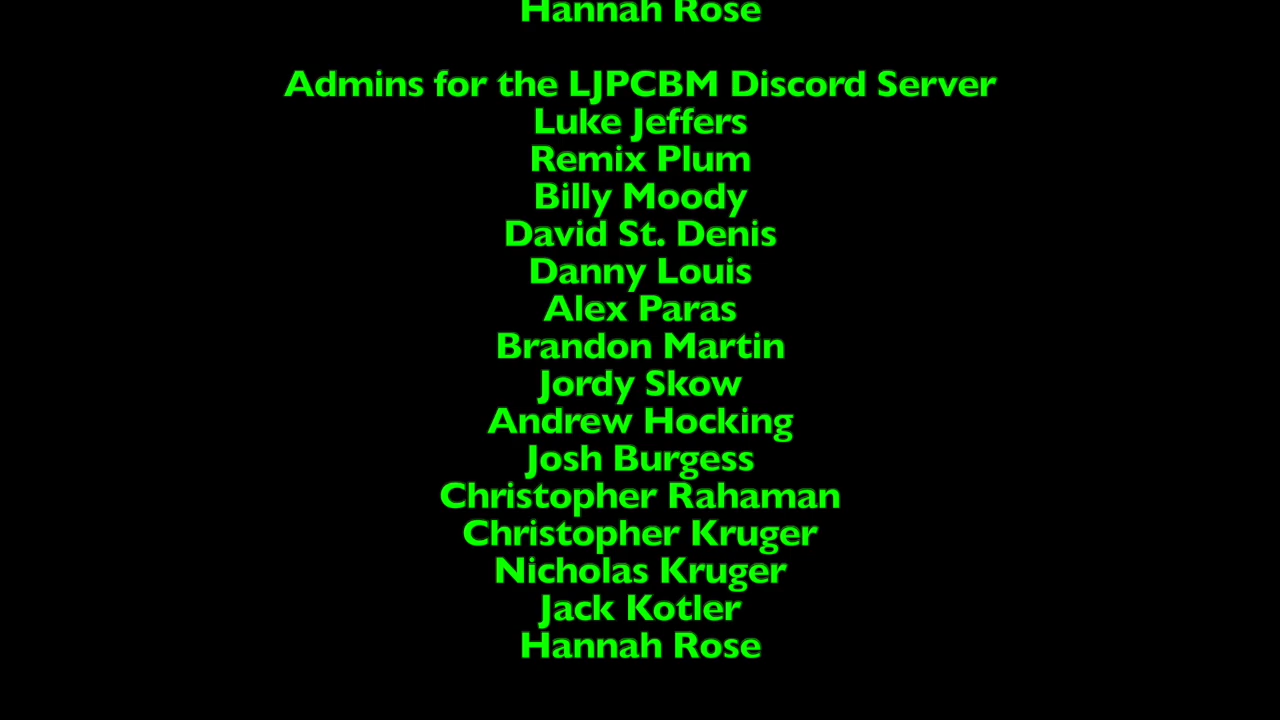 Hannah Rose
Admins for the LJPCBM Discord Server
Luke Jeffers
Remix Plum
Billy Moody
David St. Denis
Danny Louis
Alex Paras
Brandon Martin
Jordy Skow
Andrew Hocking
Josh Burgess
Christopher Rahaman
Christopher Kruger
Nicholas Kruger
Jack Kotler
Hannah Rose